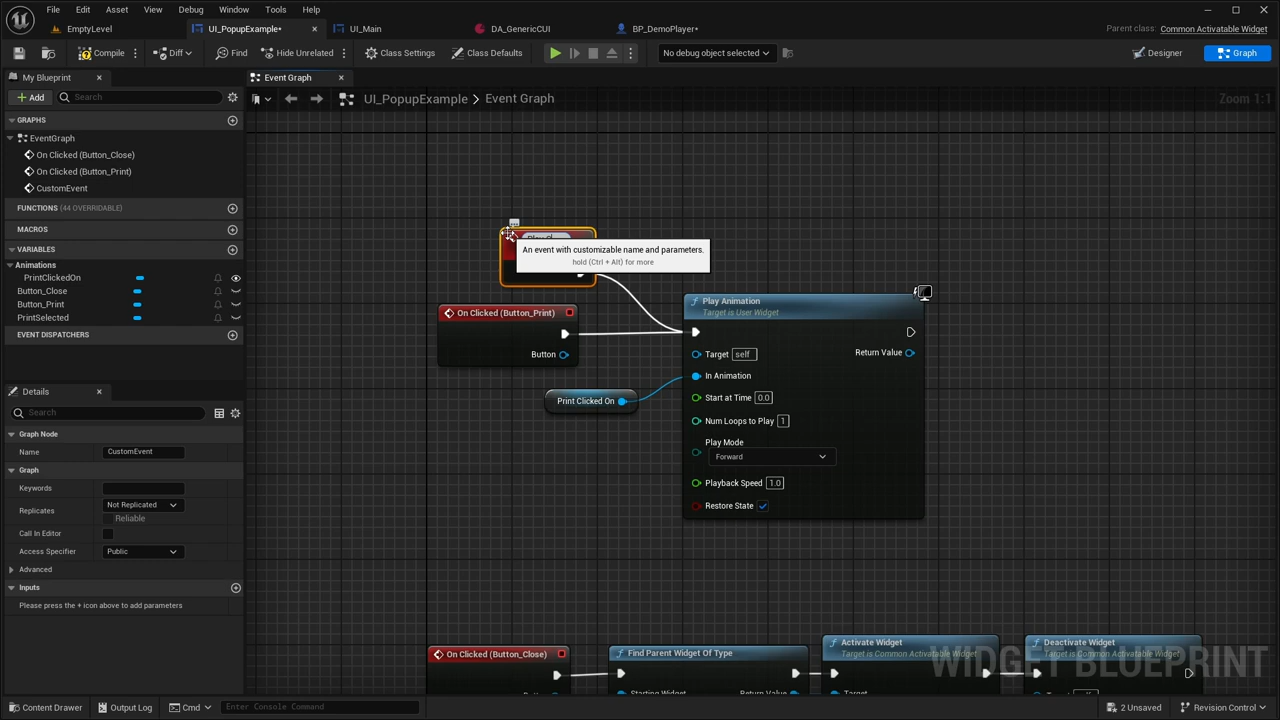 File Edit Asset View Debug Window Tools Help
EmptyLevel
UI_PopupExample*
UI_Main
DA_GenericCUI
BP_DemoPlayer*
Parent class: Common Activatable Widget
Compile
Diff
Find
Hide Unrelated
Class Settings
Class Defaults
No debug object selected
Designer
Graph
My Blueprint
Event Graph
Add
Search
UI_PopupExample > Event Graph
Zoom 1:1
GRAPHS
EventGraph
On Clicked (Button_Close)
On Clicked (Button_Print)
CustomEvent
FUNCTIONS (44 OVERRIDABLE)
MACROS
VARIABLES
Animations
PrintClickedOn
Button_Close
Button_Print
PrintSelected
EVENT DISPATCHERS
An event with customizable name and parameters.
hold (Ctrl + Alt) for more
On Clicked (Button_Print)
Button
Print Clicked On
Play Animation
Target is User Widget
Target self
Return Value
In Animation
Start at Time 0.0
Num Loops to Play 1
Play Mode
Forward
Playback Speed 1.0
Restore State
Details
Search
Graph Node
Name CustomEvent
Graph
Keywords
Replicates Not Replicated
Reliable
Call In Editor
Access Specifier Public
Advanced
Inputs
Please press the + icon above to add parameters
On Clicked (Button_Close)
Find Parent Widget Of Type
Starting Widget
Return Value
Activate Widget
Target is Common Activatable Widget
Target
Deactivate Widget
Target is Common Activatable Widget
WIDGET BLUEPRINT
Content Drawer
Output Log
Cmd
Enter Console Command
2 Unsaved
Revision Control